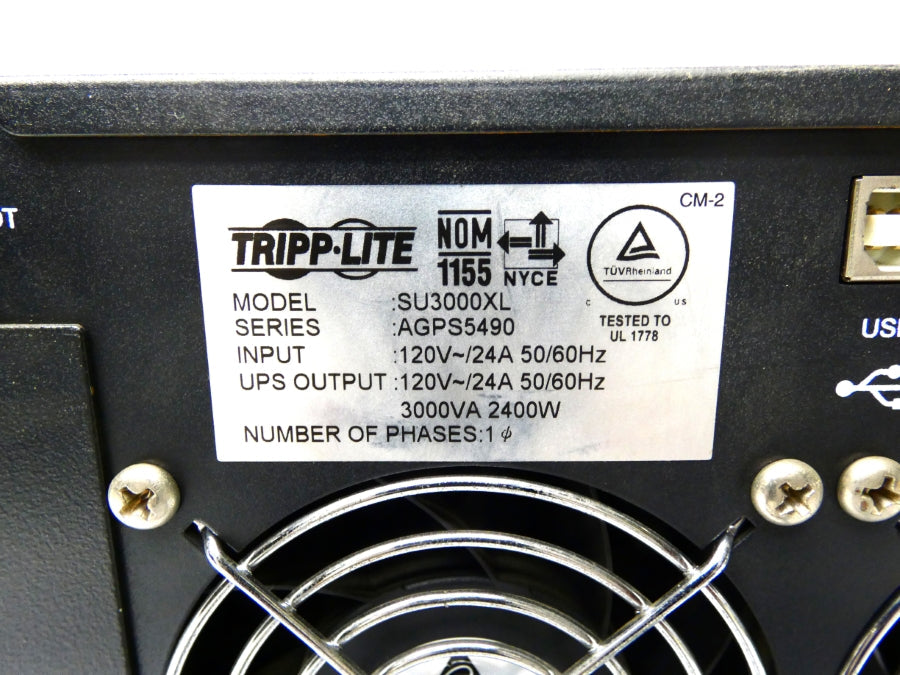 CM-2
TRIPP·LITE
NOM
1155
NYCE
TÜVRheinland
C US
TESTED TO
UL 1778
MODEL :SU3000XL
SERIES :AGPS5490
INPUT :120V~/24A 50/60Hz
UPS OUTPUT :120V~/24A 50/60Hz
3000VA 2400W
NUMBER OF PHASES:1 ϕ